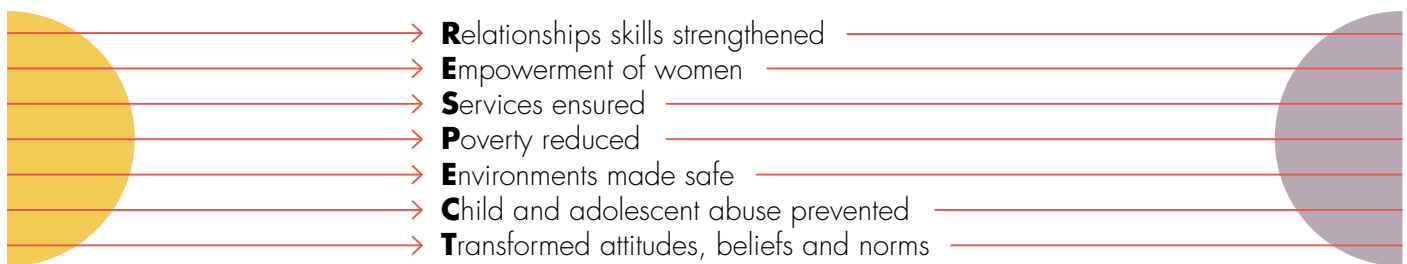 Relationships skills strengthened
Empowerment of women
Services ensured
Poverty reduced
Environments made safe
Child and adolescent abuse prevented
Transformed attitudes, beliefs and norms